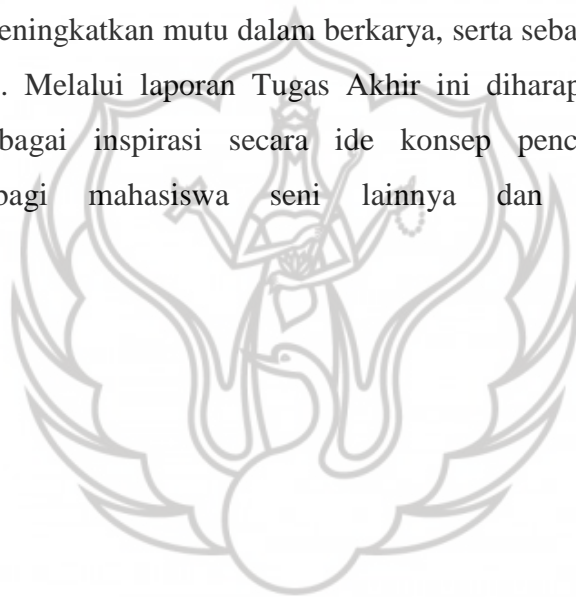 eningkatkan mutu dalam berkarya, serta seba
. Melalui laporan Tugas Akhir ini diharap
bagai inspirasi secara ide konsep penc
bagi mahasiswa seni lainnya dan